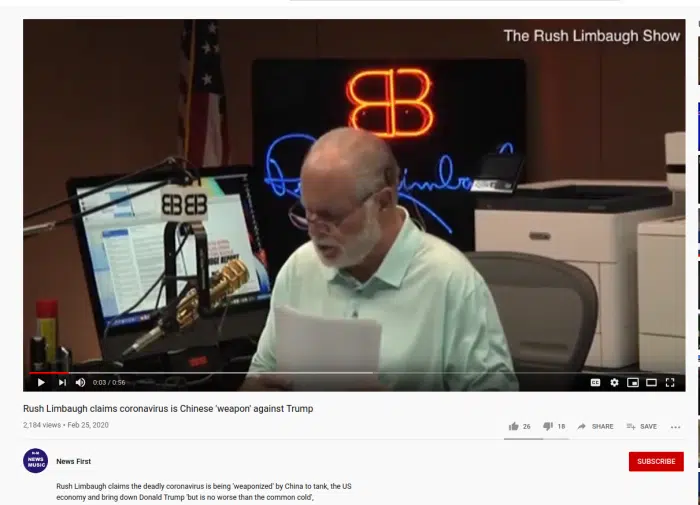 The Rush Limbaugh Show
0:03 / 0:56
CC
Rush Limbaugh claims coronavirus is Chinese 'weapon' against Trump
2,184 views • Feb 25, 2020
26
18
SHARE
SAVE
NEWS
MUSIC
News First
SUBSCRIBE
Rush Limbaugh claims the deadly coronavirus is being 'weaponized' by China to tank, the US
economy and bring down Donald Trump 'but is no worse than the common cold',